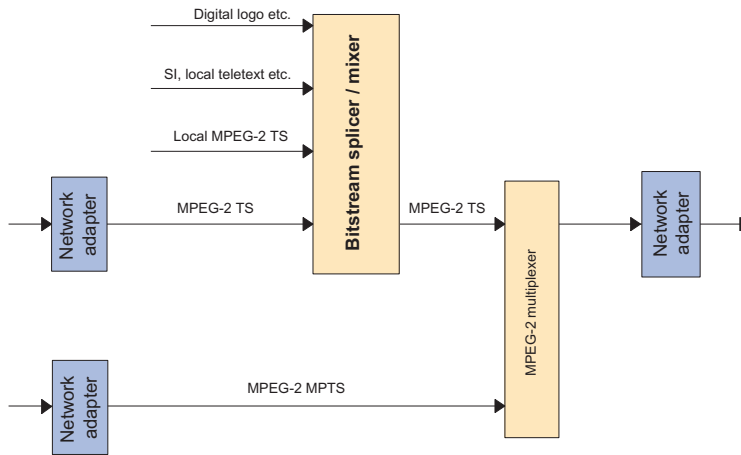 Digital logo etc.
SI, local teletext etc.
Local MPEG-2 TS
Bitstream splicer / mixer
Network
adapter
MPEG-2 TS
MPEG-2 TS
MPEG-2 multiplexer
Network
adapter
Network
adapter
MPEG-2 MPTS